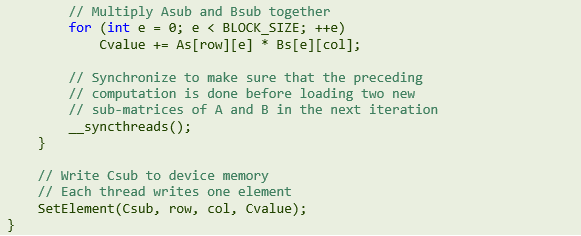 // Multiply Asub and Bsub together
for (int e = 0; e < BLOCK_SIZE; ++e)
Cvalue += As[row][e] * Bs[e][col];
// Synchronize to make sure that the preceding
// computation is done before loading two new
// sub-matrices of A and B in the next iteration
__syncthreads();
}
// Write Csub to device memory
// Each thread writes one element
SetElement(Csub, row, col, Cvalue);
}